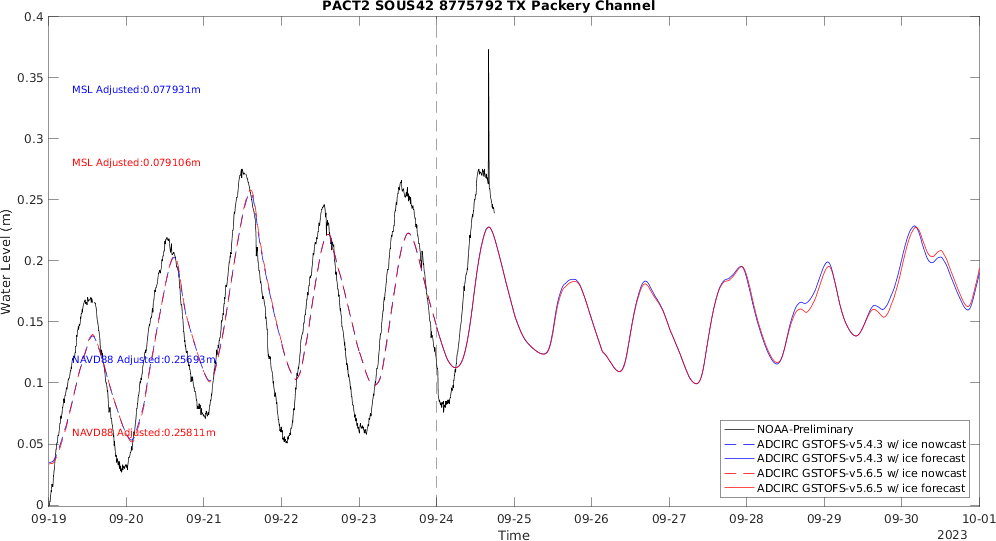 PACT2 SOUS42 8775792 TX Packery Channel
0.4
0.35
0.3
0.25
0.2
0.15
0.1
0.05
0
Water Level (m)
MSL Adjusted:0.077931m
MSL Adjusted:0.079106m
NAVD88 Adjusted:0.25693m
NAVD88 Adjusted:0.25811m
NOAA-Preliminary
ADCIRC GSTOFS-v5.4.3 w/ ice nowcast
ADCIRC GSTOFS-v5.4.3 w/ ice forecast
ADCIRC GSTOFS-v5.6.5 w/ ice nowcast
ADCIRC GSTOFS-v5.6.5 w/ ice forecast
09-19 09-20 09-21 09-22 09-23 09-24 09-25 09-26 09-27 09-28 09-29 09-30 10-01
Time
2023